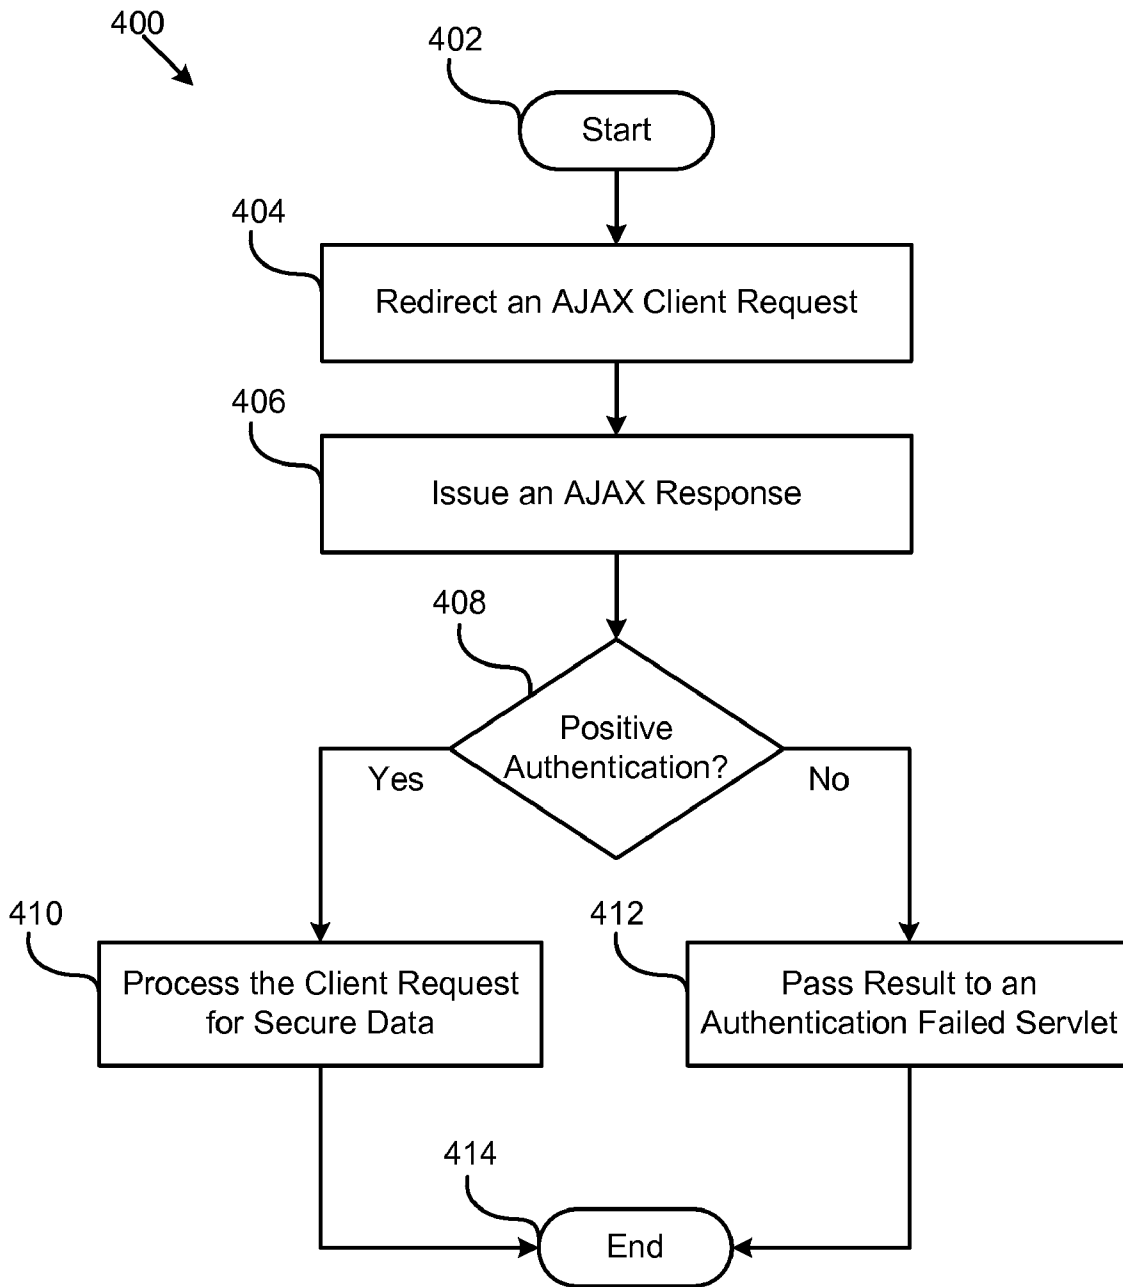 400
402
Start
404
Redirect an AJAX Client Request
406
Issue an AJAX Response
408
Positive
Authentication?
Yes
No
410
Process the Client Request
for Secure Data
412
Pass Result to an
Authentication Failed Servlet
414
End